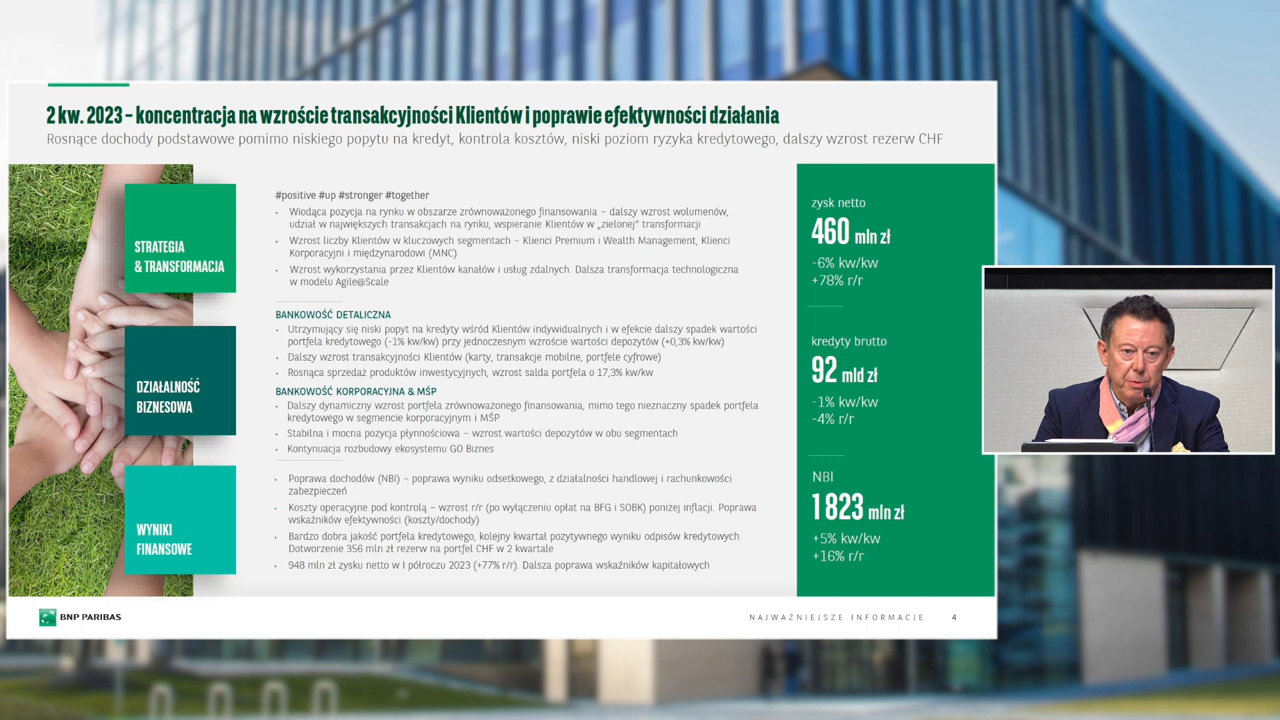 2 kw. 2023 – koncentracja na wzroście transakcyjności Klientów i poprawie efektywności działania
Rosnące dochody podstawowe pomimo niskiego popytu na kredyt, kontrola kosztów, niski poziom ryzyka kredytowego, dalszy wzrost rezerw CHF
STRATEGIA
& TRANSFORMACJA
#positive #up #stronger #together
• Wiodąca pozycja na rynku w obszarze zrównoważonego finansowania – dalszy wzrost wolumenów,
udział w największych transakcjach na rynku, wspieranie Klientów w „zielonej” transformacji
• Wzrost liczby Klientów w kluczowych segmentach – Klienci Premium i Wealth Management, Klienci
Korporacyjni i międzynarodowi (MNC)
• Wzrost wykorzystania przez Klientów kanałów i usług zdalnych. Dalsza transformacja technologiczna
w modelu Agile@Scale
DZIAŁALNOŚĆ
BIZNESOWA
BANKOWOŚĆ DETALICZNA
• Utrzymujący się niski popyt na kredyty wśród Klientów indywidualnych i w efekcie dalszy spadek wartości
portfela kredytowego (-1% kw/kw) przy jednoczesnym wzroście wartości depozytów (+0,3% kw/kw)
• Dalszy wzrost transakcyjności Klientów (karty, transakcje mobilne, portfele cyfrowe)
• Rosnąca sprzedaż produktów inwestycyjnych, wzrost salda portfela o 17,3% kw/kw
BANKOWOŚĆ KORPORACYJNA & MŚP
• Dalszy dynamiczny wzrost portfela zrównoważonego finansowania, mimo tego nieznaczny spadek portfela
kredytowego w segmencie korporacyjnym i MŚP
• Stabilna i mocna pozycja płynnościowa – wzrost wartości depozytów w obu segmentach
• Kontynuacja rozbudowy ekosystemu GO Biznes
WYNIKI
FINANSOWE
• Poprawa dochodów (NBI) – poprawa wyniku odsetkowego, z działalności handlowej i rachunkowości
zabezpieczeń
• Koszty operacyjne pod kontrolą – wzrost r/r (po wyłączeniu opłat na BFG i SOBK) poniżej inflacji. Poprawa
wskaźników efektywności (koszty/dochody)
• Bardzo dobra jakość portfela kredytowego, kolejny kwartał pozytywnego wyniku odpisów kredytowych.
Dotworzenie 356 mln zł rezerw na portfel CHF w 2 kwartale
• 948 mln zł zysku netto w I półroczu 2023 (+77% r/r). Dalsza poprawa wskaźników kapitałowych
zysk netto
460 mln zł
-6% kw/kw
+78% r/r
kredyty brutto
92 mld zł
-1% kw/kw
-4% r/r
NBI
1 823 mln zł
+5% kw/kw
+16% r/r
BNP PARIBAS
NAJWAŻNIEJSZE INFORMACJE 4